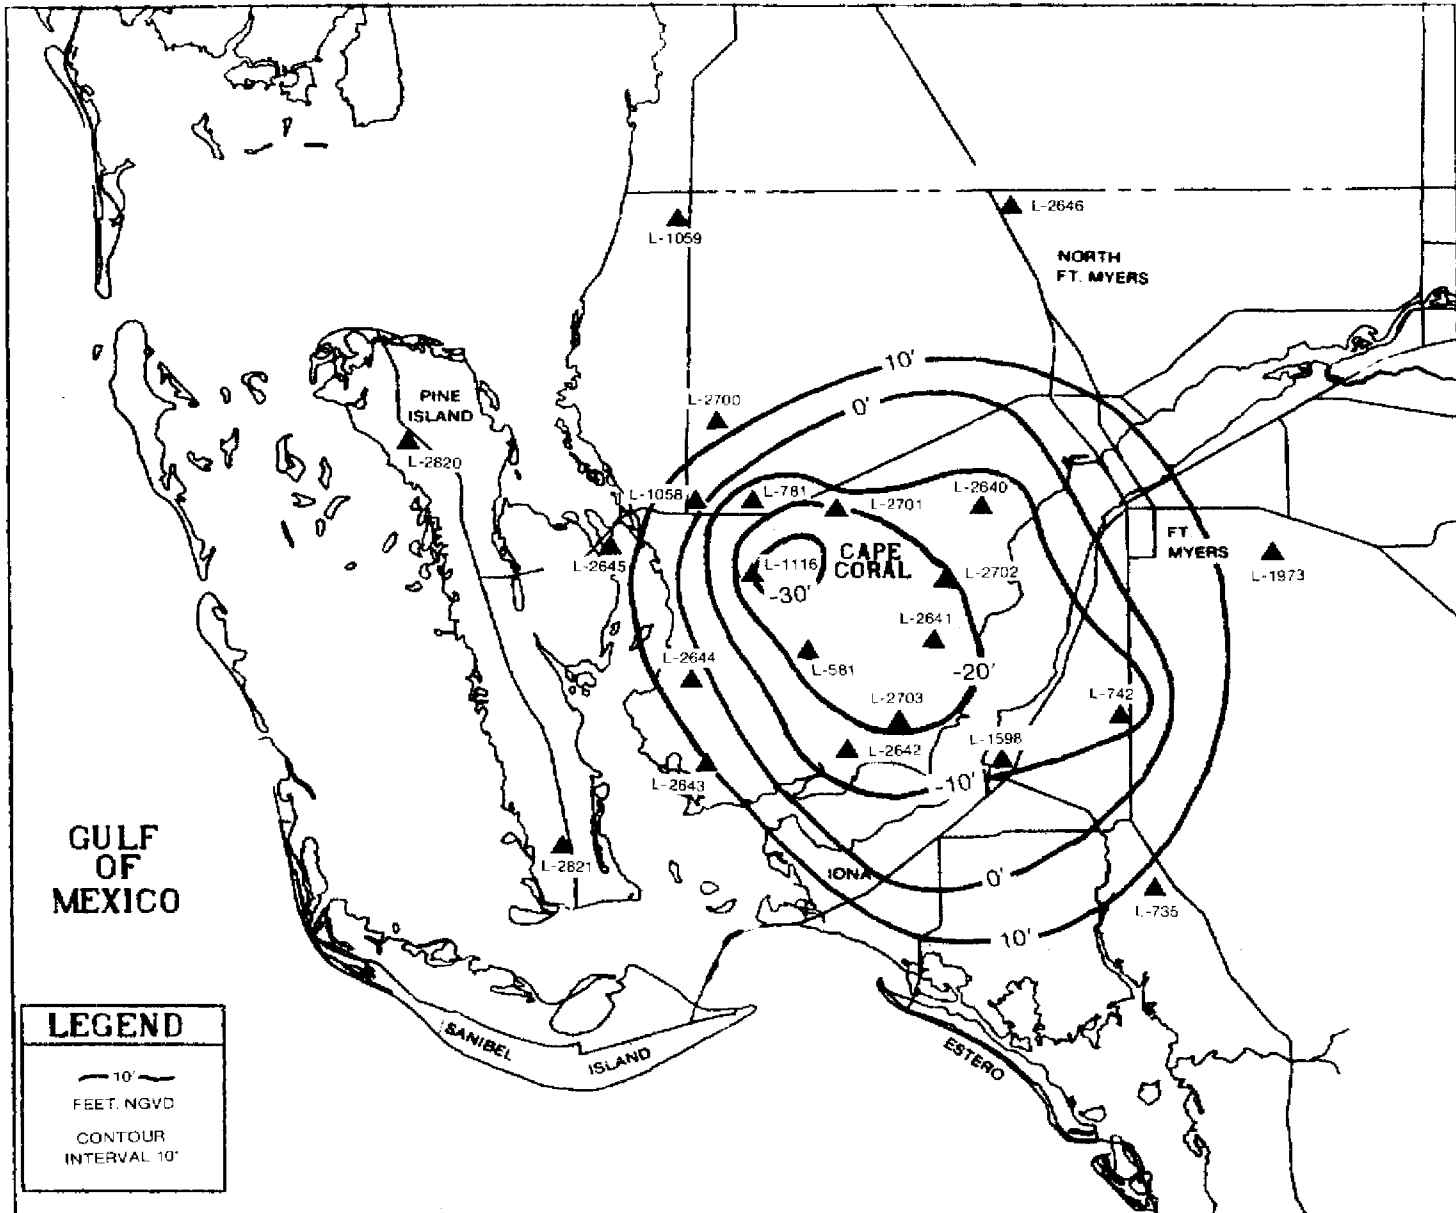 L-2646
L-1059
NORTH
FT. MYERS
10'
PINE
ISLAND
L-2700
0'
L-2820
L-1058
L-781
L-2701
L-2640
FT.
MYERS
L-2645
L-1116
CAPE
CORAL
L-2702
L-1973
-30'
L-2641
L-2644
L-581
-20'
L-2703
L-742
L-2642
L-1598
L-2643
-10'
GULF
OF
MEXICO
L-2821
IONA
0'
L-735
10'
LEGEND
10'
FEET. NGVD
CONTOUR
INTERVAL 10'
SANIBEL
ISLAND
ESTERO